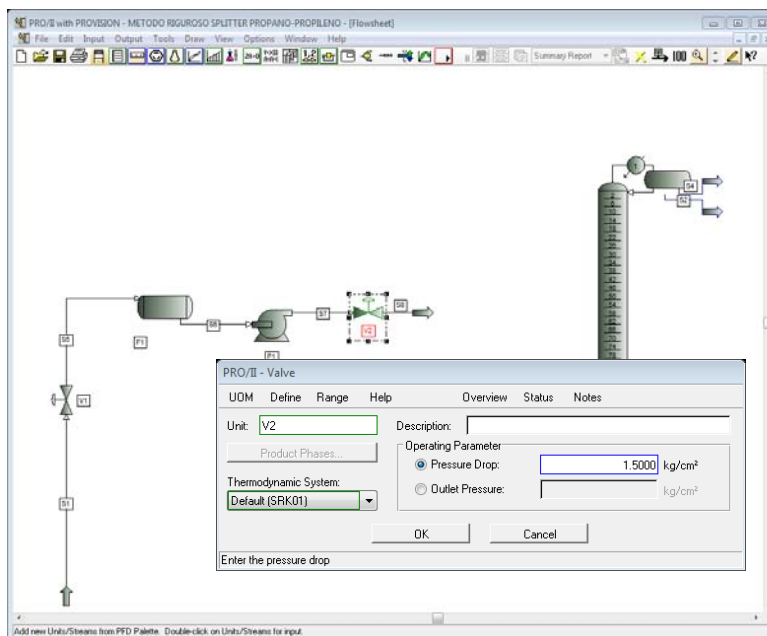 PRO/II with PROVISION - METODO RIGUROSO SPLITTER PROPANO-PROPILENO - [Flowsheet]
File Edit Input Output Tools Draw View Options Window Help
Summary Report
100
1
S4
S2
S8
S7
V2
S6
F1
S5
P1
V1
S1
PRO/II - Valve
UOM Define Range Help Overview Status Notes
Unit: V2 Description:
Product Phases...
Operating Parameter
Pressure Drop: 1.5000 kg/cm²
Thermodynamic System:
Default (SRK01)
Outlet Pressure: kg/cm²
OK Cancel
Enter the pressure drop
Add new Units/Streams from PFD Palette. Double-click on Units/Streams for input.